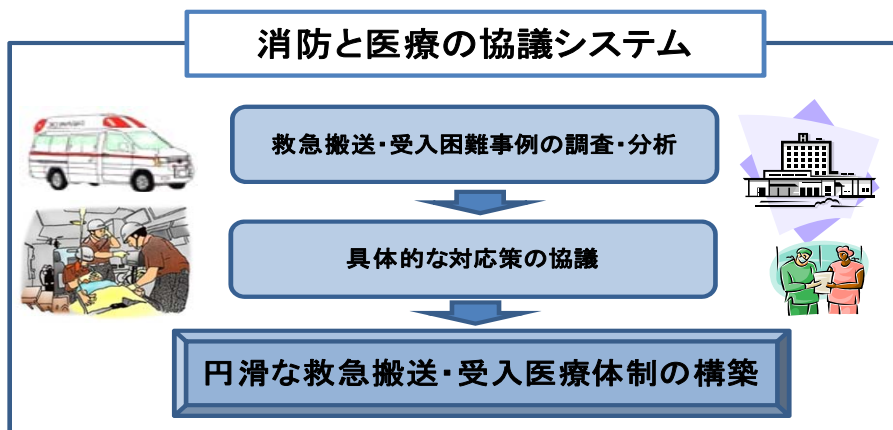 消防と医療の協議システム
救急搬送・受入困難事例の調査・分析
具体的な対応策の協議
円滑な救急搬送・受入医療体制の構築